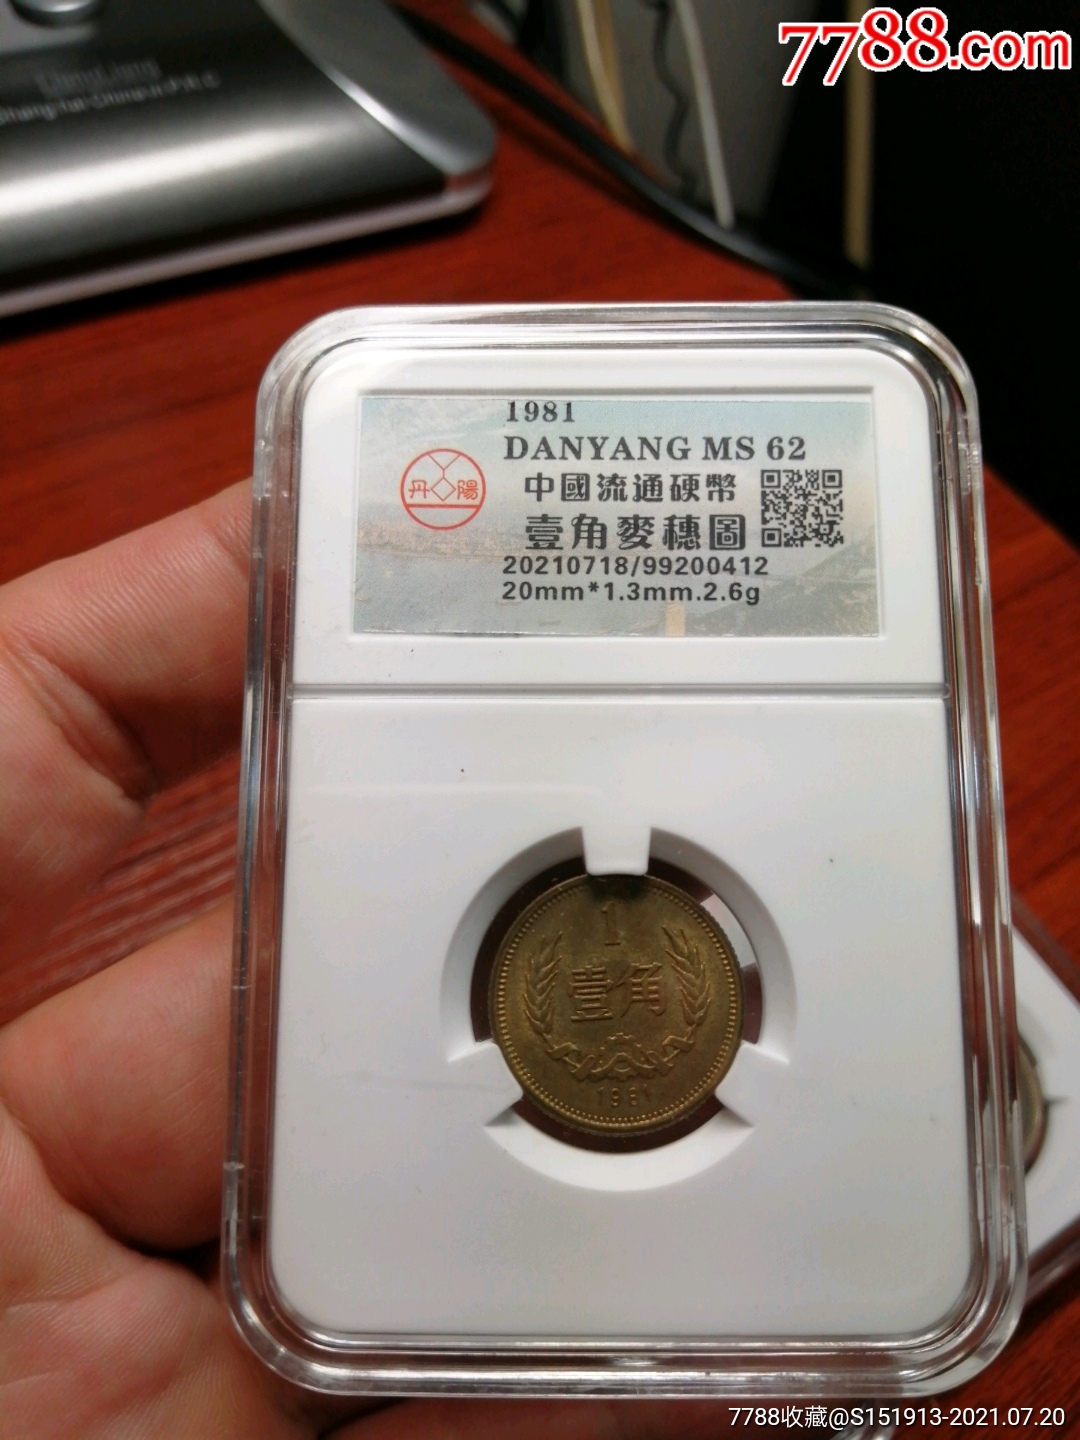 7788.com
1981
DANYANG MS 62
中國流通硬幣
丹陽
壹角麥穗圖
20210718/99200412
20mm*1.3mm.2.6g
1
壹角
1981
7788收藏@S151913-2021.07.20